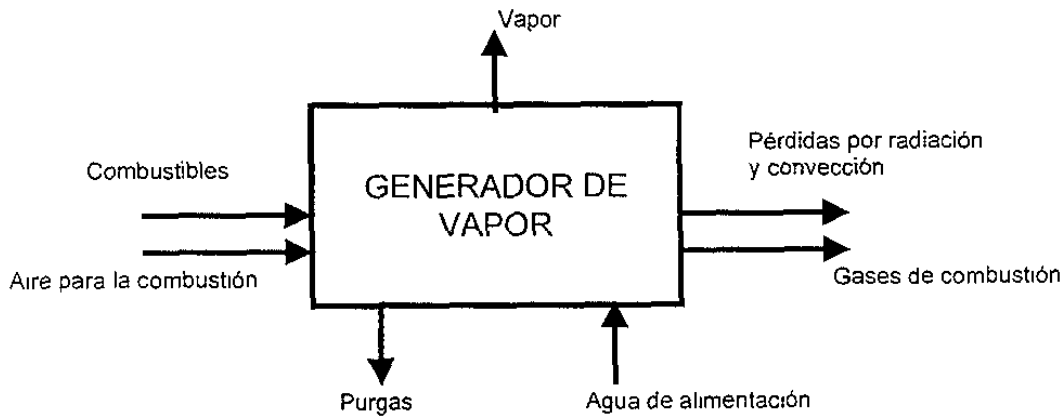 Vapor
Pérdidas por radiación
y convección
Combustibles
GENERADOR DE
VAPOR
Aire para la combustión
Gases de combustión
Purgas
Agua de alimentación